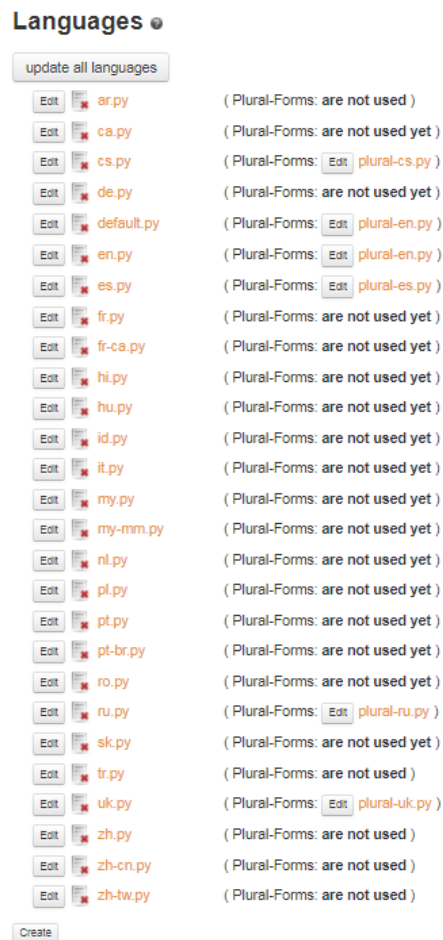 Languages
update all languages
Edit ar.py ( Plural-Forms: are not used )
Edit ca.py ( Plural-Forms: are not used yet )
Edit cs.py ( Plural-Forms: Edit plural-cs.py )
Edit de.py ( Plural-Forms: are not used yet )
Edit default.py ( Plural-Forms: Edit plural-en.py )
Edit en.py ( Plural-Forms: Edit plural-en.py )
Edit es.py ( Plural-Forms: Edit plural-es.py )
Edit fr.py ( Plural-Forms: are not used yet )
Edit fr-ca.py ( Plural-Forms: are not used yet )
Edit hi.py ( Plural-Forms: are not used yet )
Edit hu.py ( Plural-Forms: are not used yet )
Edit id.py ( Plural-Forms: are not used yet )
Edit it.py ( Plural-Forms: are not used yet )
Edit my.py ( Plural-Forms: are not used yet )
Edit my-mm.py ( Plural-Forms: are not used yet )
Edit nl.py ( Plural-Forms: are not used yet )
Edit pl.py ( Plural-Forms: are not used yet )
Edit pt.py ( Plural-Forms: are not used yet )
Edit pt-br.py ( Plural-Forms: are not used yet )
Edit ro.py ( Plural-Forms: are not used yet )
Edit ru.py ( Plural-Forms: Edit plural-ru.py )
Edit sk.py ( Plural-Forms: are not used yet )
Edit tr.py ( Plural-Forms: are not used )
Edit uk.py ( Plural-Forms: Edit plural-uk.py )
Edit zh.py ( Plural-Forms: are not used )
Edit zh-cn.py ( Plural-Forms: are not used )
Edit zh-tw.py ( Plural-Forms: are not used )
Create